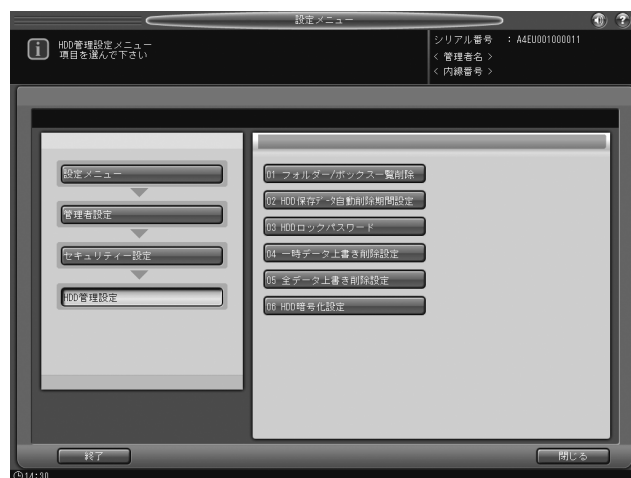 設定メニュー
HDD管理設定メニュー
項目を選んで下さい
シリアル番号 : A4EU001000011
< 管理者名 >
< 内線番号 >
設定メニュー
管理者設定
セキュリティー設定
HDD管理設定
01 フォルダー/ボックス一覧削除
02 HDD保存ﾃﾞｰﾀ自動削除期間設定
03 HDDロックパスワード
04 一時データ上書き削除設定
05 全データ上書き削除設定
06 HDD暗号化設定
終了
閉じる
14:30